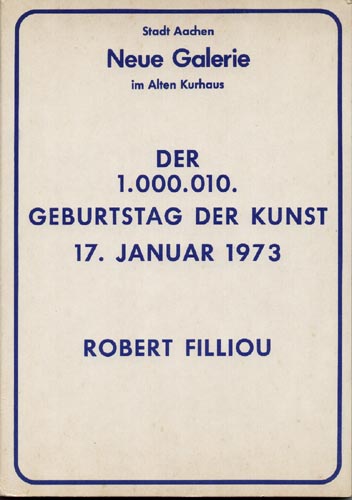 Stadt Aachen
Neue Galerie
im Alten Kurhaus
DER
1.000.010.
GEBURTSTAG DER KUNST
17. JANUAR 1973
ROBERT FILLIOU